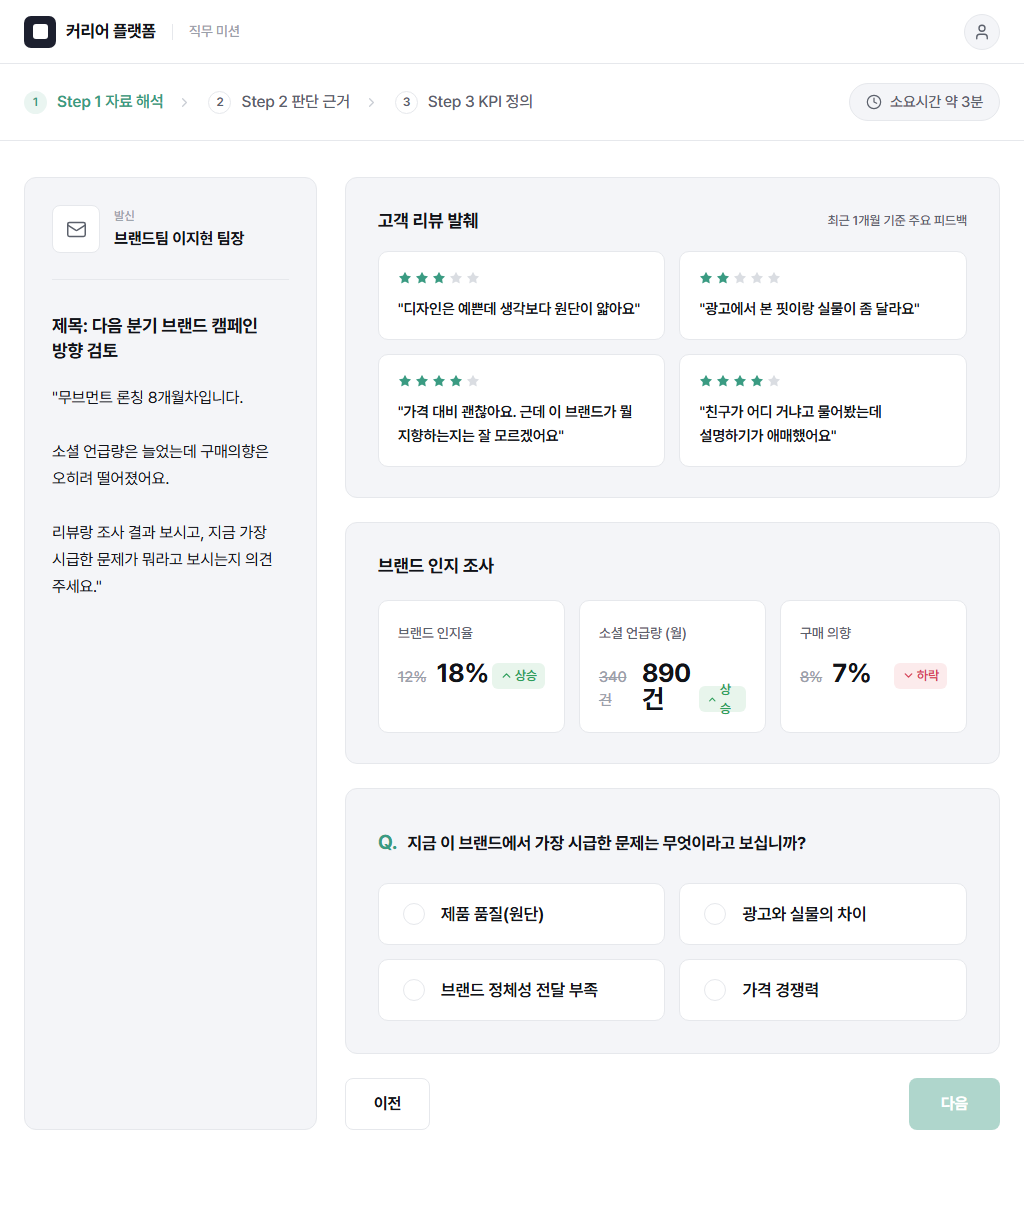 커리어 플랫폼
직무 미션
1 Step 1 자료 해석
2 Step 2 판단 근거
3 Step 3 KPI 정의
소요시간 약 3분
발신
브랜드팀 이지현 팀장
제목: 다음 분기 브랜드 캠페인
방향 검토
"무브먼트 론칭 8개월차입니다.
소셜 언급량은 늘었는데 구매의향은
오히려 떨어졌어요.
리뷰랑 조사 결과 보시고, 지금 가장
시급한 문제가 뭐라고 보시는지 의견
주세요."
고객 리뷰 발췌
최근 1개월 기준 주요 피드백
"디자인은 예쁜데 생각보다 원단이 얇아요"
"광고에서 본 핏이랑 실물이 좀 달라요"
"가격 대비 괜찮아요. 근데 이 브랜드가 뭘
지향하는지는 잘 모르겠어요"
"친구가 어디 거냐고 물어봤는데
설명하기가 애매했어요"
브랜드 인지 조사
브랜드 인지율
12% 18% 상승
소셜 언급량 (월)
340
건
890
건
상
승
구매 의향
8% 7% 하락
Q. 지금 이 브랜드에서 가장 시급한 문제는 무엇이라고 보십니까?
제품 품질(원단)
광고와 실물의 차이
브랜드 정체성 전달 부족
가격 경쟁력
이전
다음